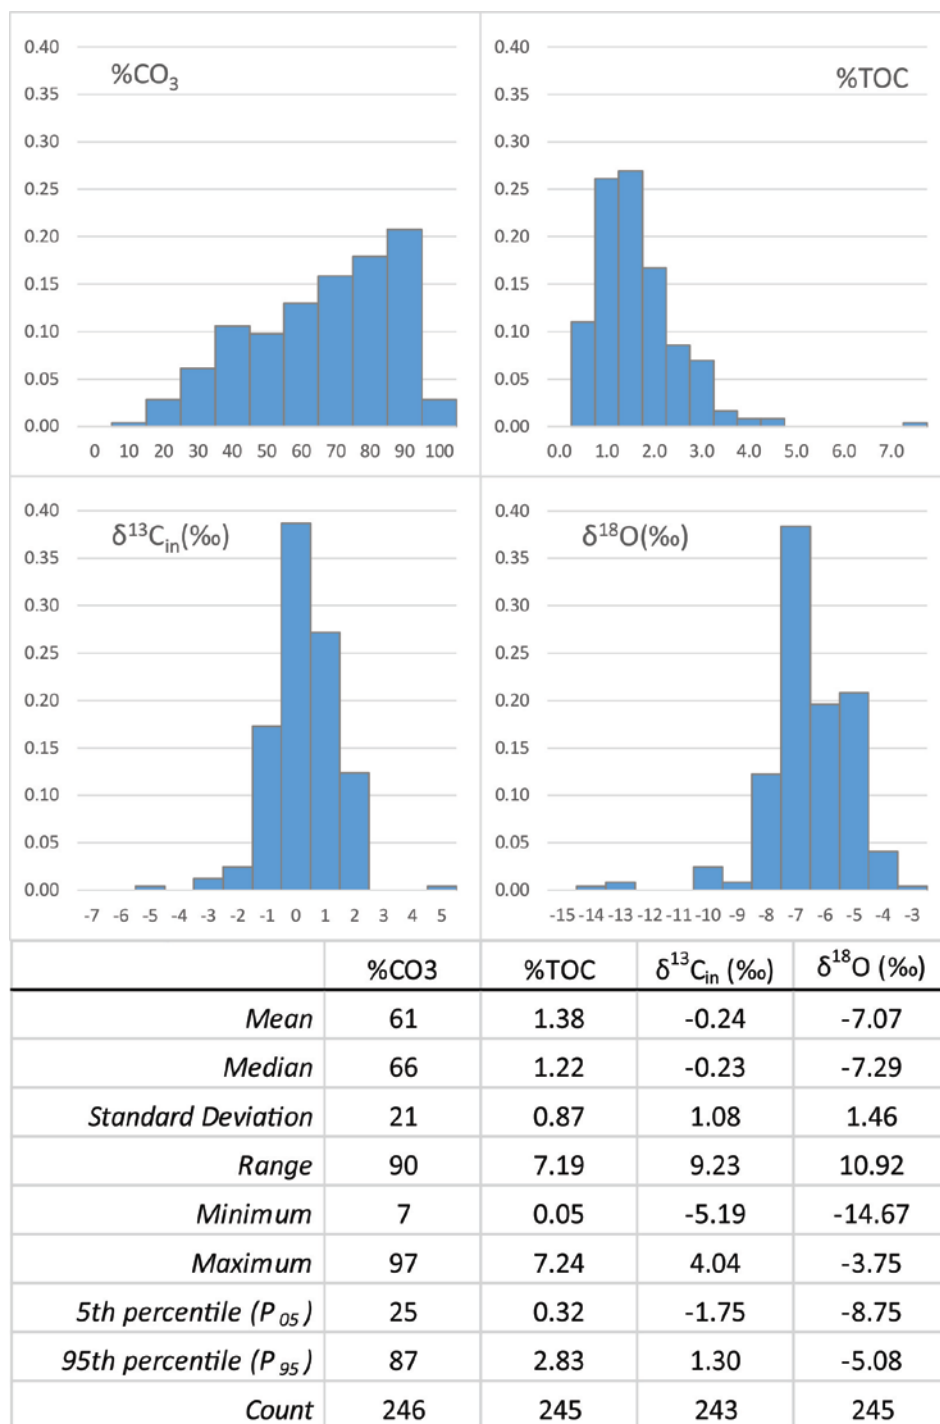 %CO3
0.40
0.35
0.30
0.25
0.20
0.15
0.10
0.05
0.00
0 10 20 30 40 50 60 70 80 90 100
%TOC
0.40
0.35
0.30
0.25
0.20
0.15
0.10
0.05
0.00
0.0 1.0 2.0 3.0 4.0 5.0 6.0 7.0
δ¹³Cin(‰)
0.40
0.35
0.30
0.25
0.20
0.15
0.10
0.05
0.00
-7 -6 -5 -4 -3 -2 -1 0 1 2 3 4 5
δ¹⁸O(‰)
0.40
0.35
0.30
0.25
0.20
0.15
0.10
0.05
0.00
-15 -14 -13 -12 -11 -10 -9 -8 -7 -6 -5 -4 -3
%CO3 %TOC δ¹³Cin (‰) δ¹⁸O (‰)
Mean 61 1.38 -0.24 -7.07
Median 66 1.22 -0.23 -7.29
Standard Deviation 21 0.87 1.08 1.46
Range 90 7.19 9.23 10.92
Minimum 7 0.05 -5.19 -14.67
Maximum 97 7.24 4.04 -3.75
5th percentile (P05) 25 0.32 -1.75 -8.75
95th percentile (P95) 87 2.83 1.30 -5.08
Count 246 245 243 245